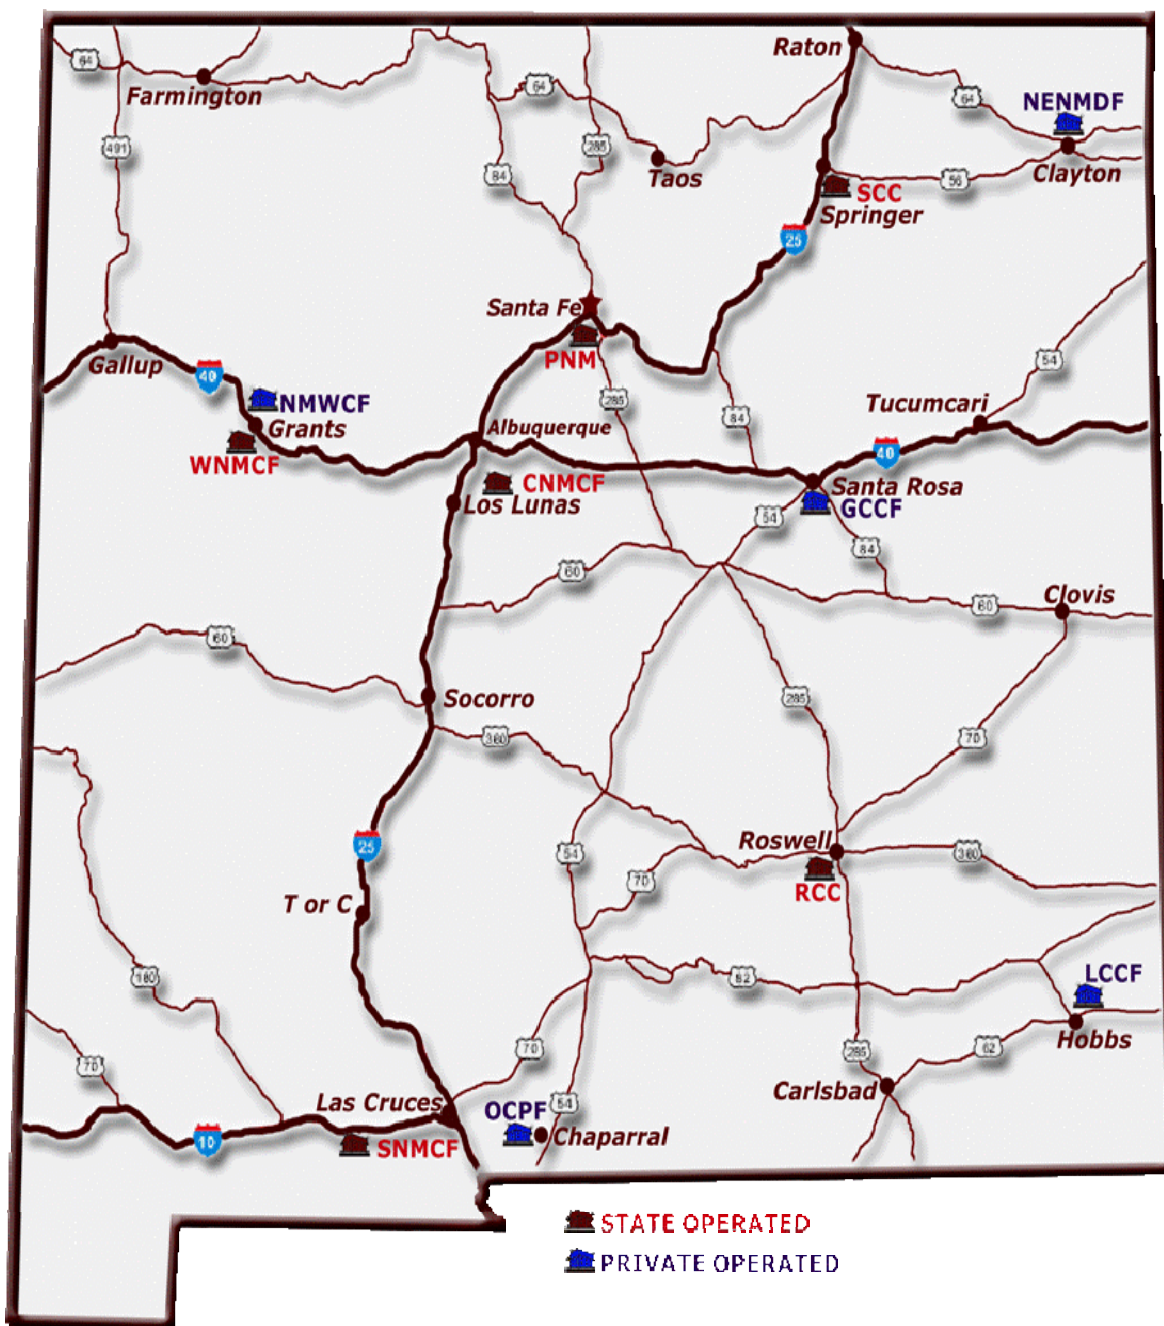 Raton
64
Farmington
64
64
NENMDF
491
285
Taos
84
Clayton
56
SCC
Springer
25
Santa Fe
PNM
Gallup
40
54
NMWCF
Grants
285
84
Tucumcari
WNMCF
Albuquerque
40
CNMCF
Los Lunas
Santa Rosa
GCCF
54
84
60
60
Clovis
60
Socorro
285
380
70
25
Roswell
54
380
70
RCC
T or C
180
82
LCCF
Hobbs
70
70
285
62
Carlsbad
Las Cruces
OCPF
54
Chaparral
10
SNMCF
STATE OPERATED
PRIVATE OPERATED